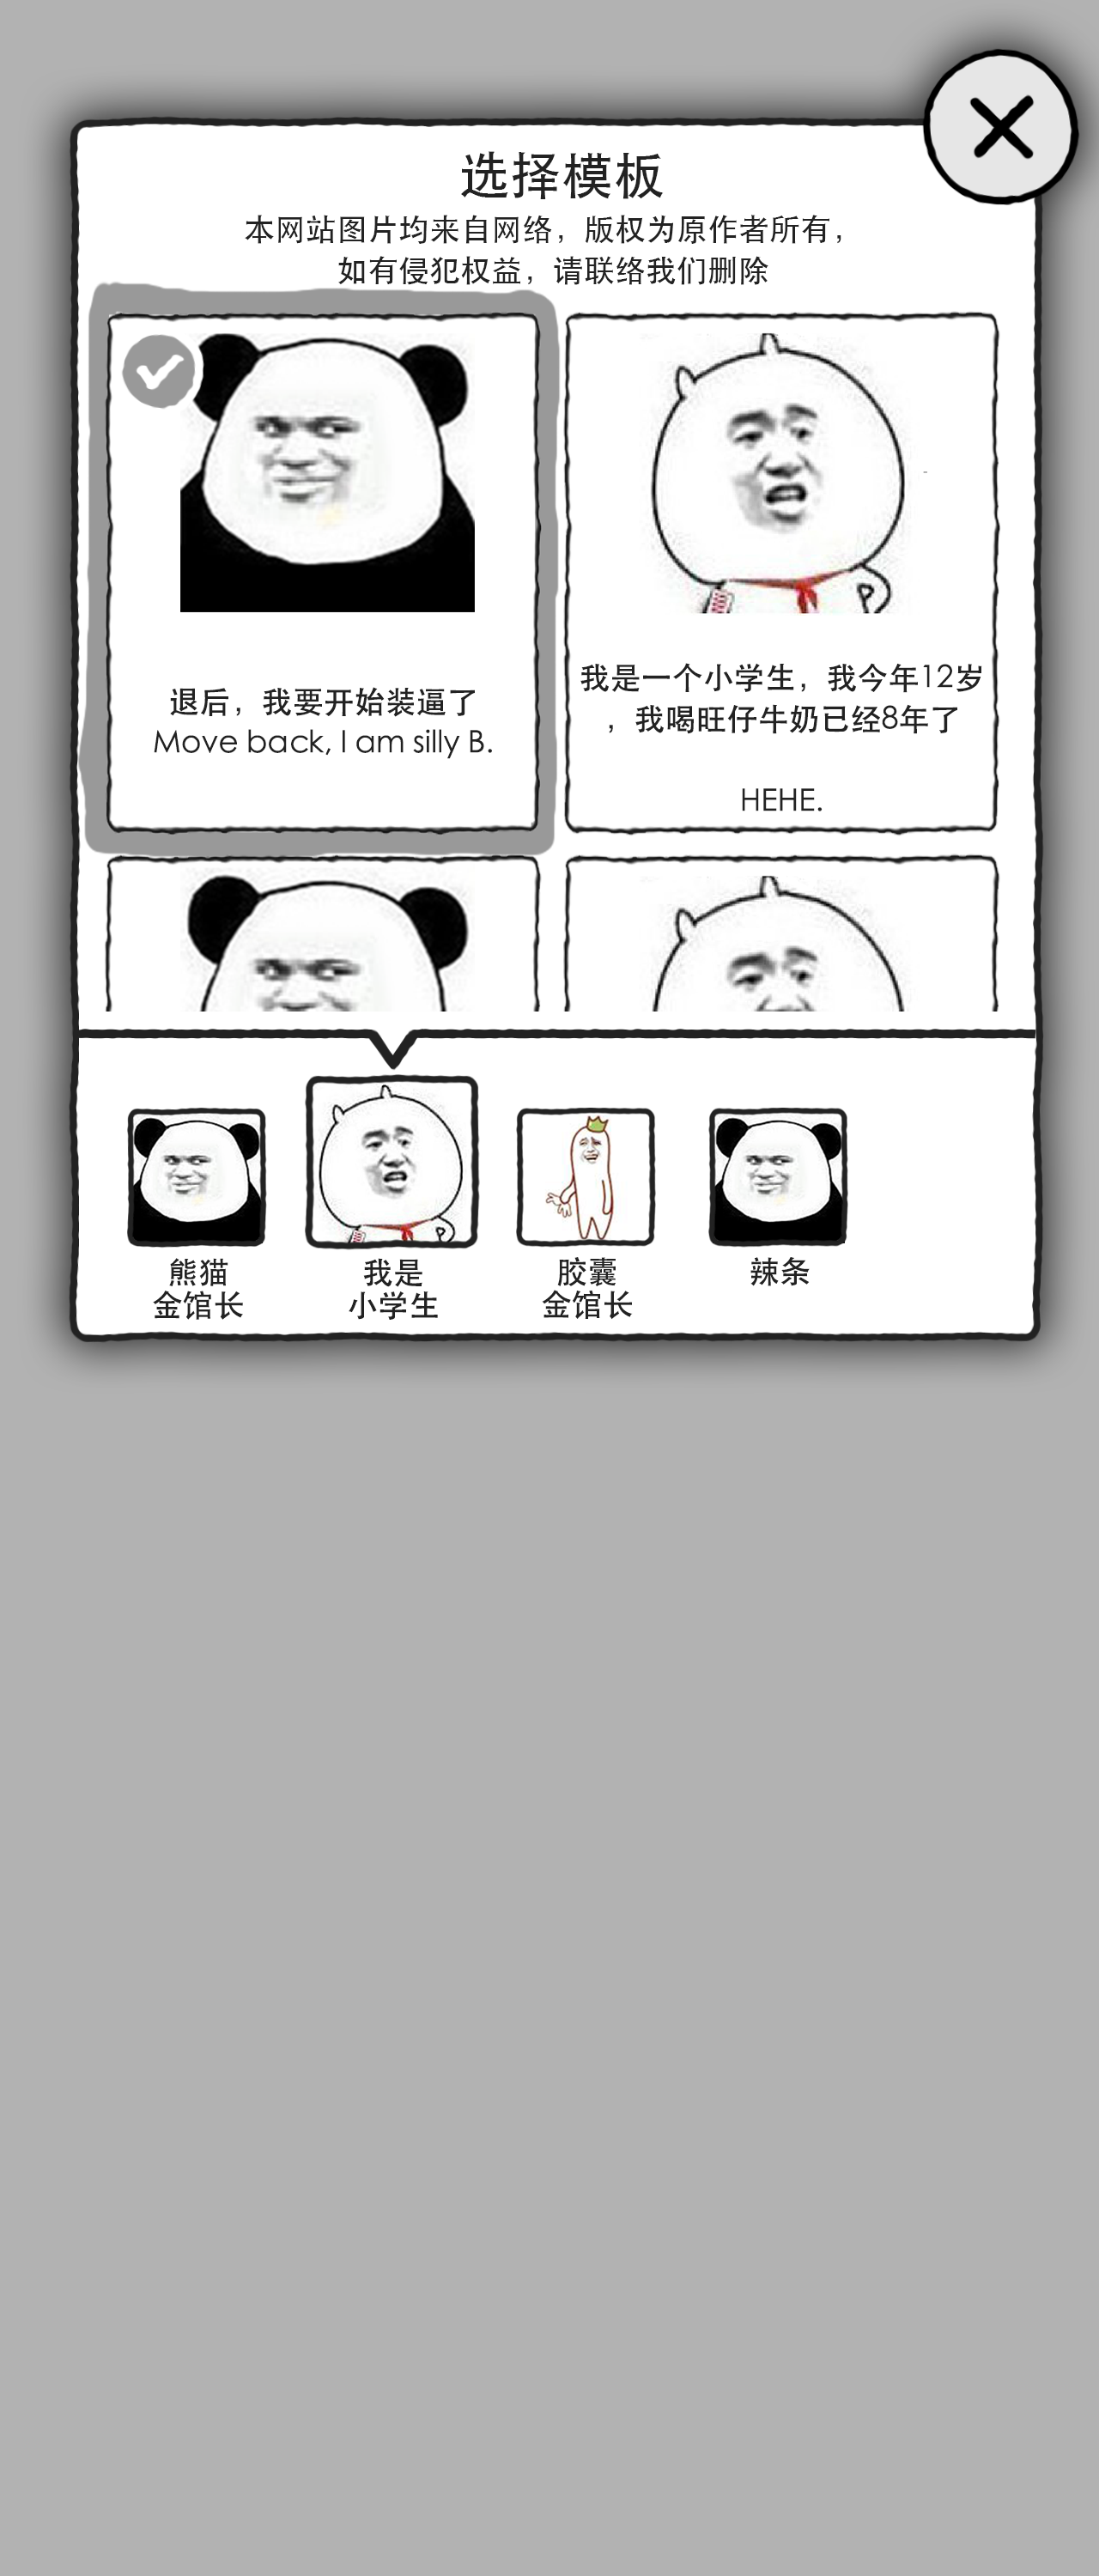 选择模板
本网站图片均来自网络，版权为原作者所有，
如有侵犯权益，请联络我们删除
退后，我要开始装逼了
Move back, I am silly B.
我是一个小学生，我今年12岁
，我喝旺仔牛奶已经8年了
HEHE.
熊猫
金馆长
我是
小学生
胶囊
金馆长
辣条